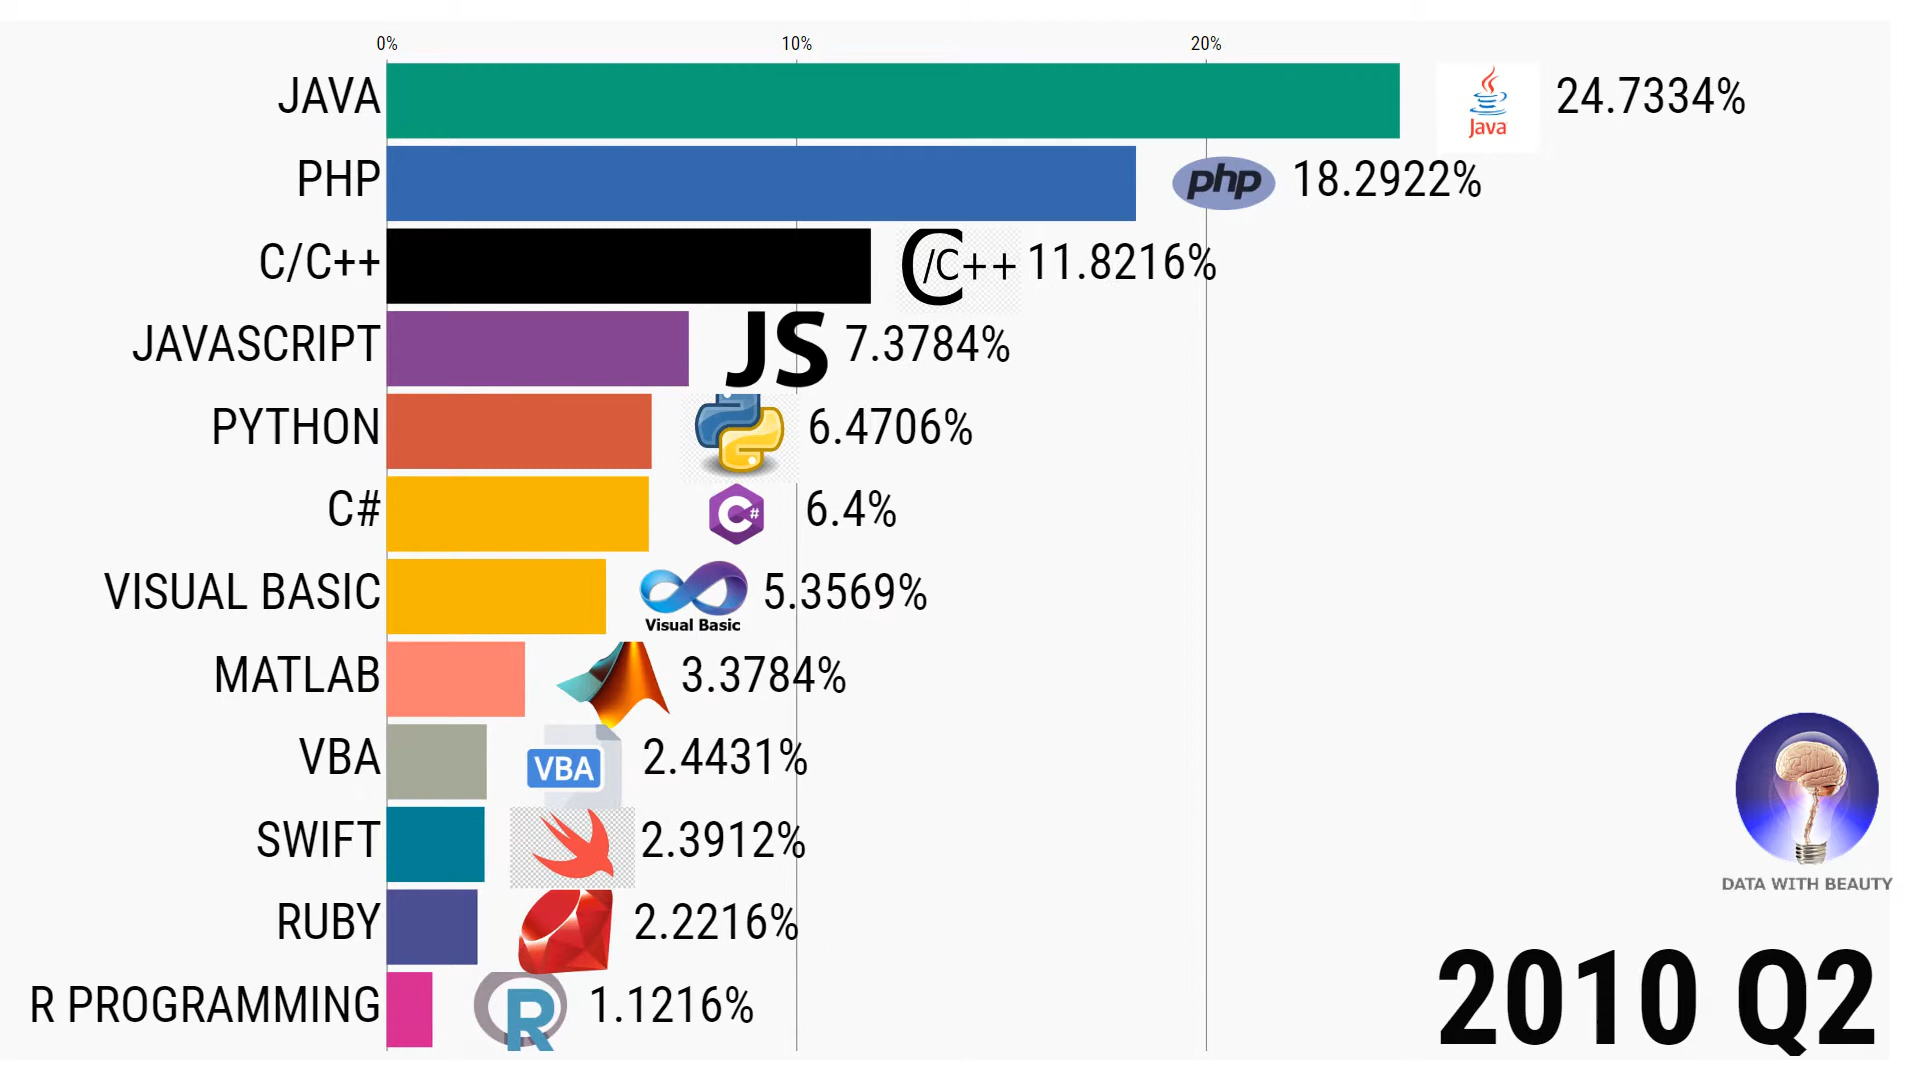 0% 10% 20%
JAVA Java 24.7334%
PHP php 18.2922%
C/C++ C/C++ 11.8216%
JAVASCRIPT JS 7.3784%
PYTHON 6.4706%
C# C# 6.4%
VISUAL BASIC Visual Basic 5.3569%
MATLAB 3.3784%
VBA VBA 2.4431%
SWIFT 2.3912%
RUBY 2.2216%
R PROGRAMMING R 1.1216%
DATA WITH BEAUTY
2010 Q2